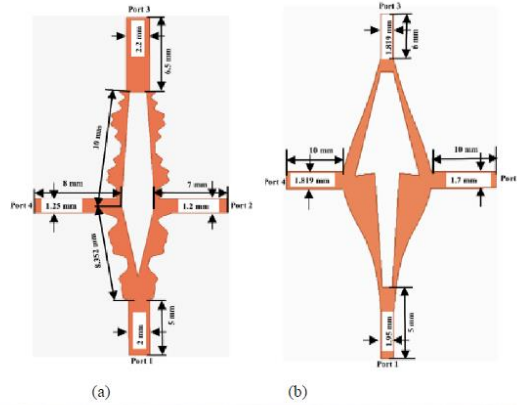 Port 3
2.2 mm
6.5 mm
10 mm
8 mm
7 mm
Port 4
1.25 mm
1.2 mm
Port 2
8.352 mm
5 mm
2 mm
Port 1
(a)
Port 3
1.819 mm
6 mm
10 mm
10 mm
Port 4
1.819 mm
1.7 mm
Port 2
5 mm
1.95 mm
Port1
(b)